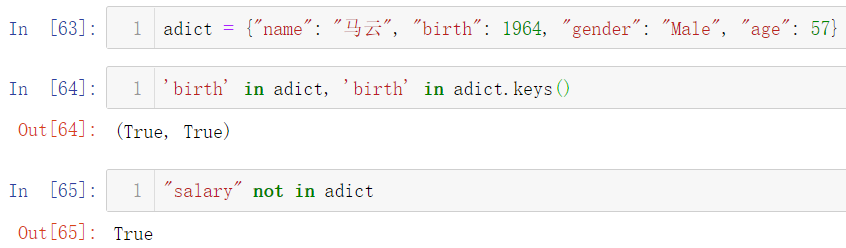 In [63]: 1 adict = {"name": "马云", "birth": 1964, "gender": "Male", "age": 57}
In [64]: 1 'birth' in adict, 'birth' in adict.keys()
Out[64]: (True, True)
In [65]: 1 "salary" not in adict
Out[65]: True